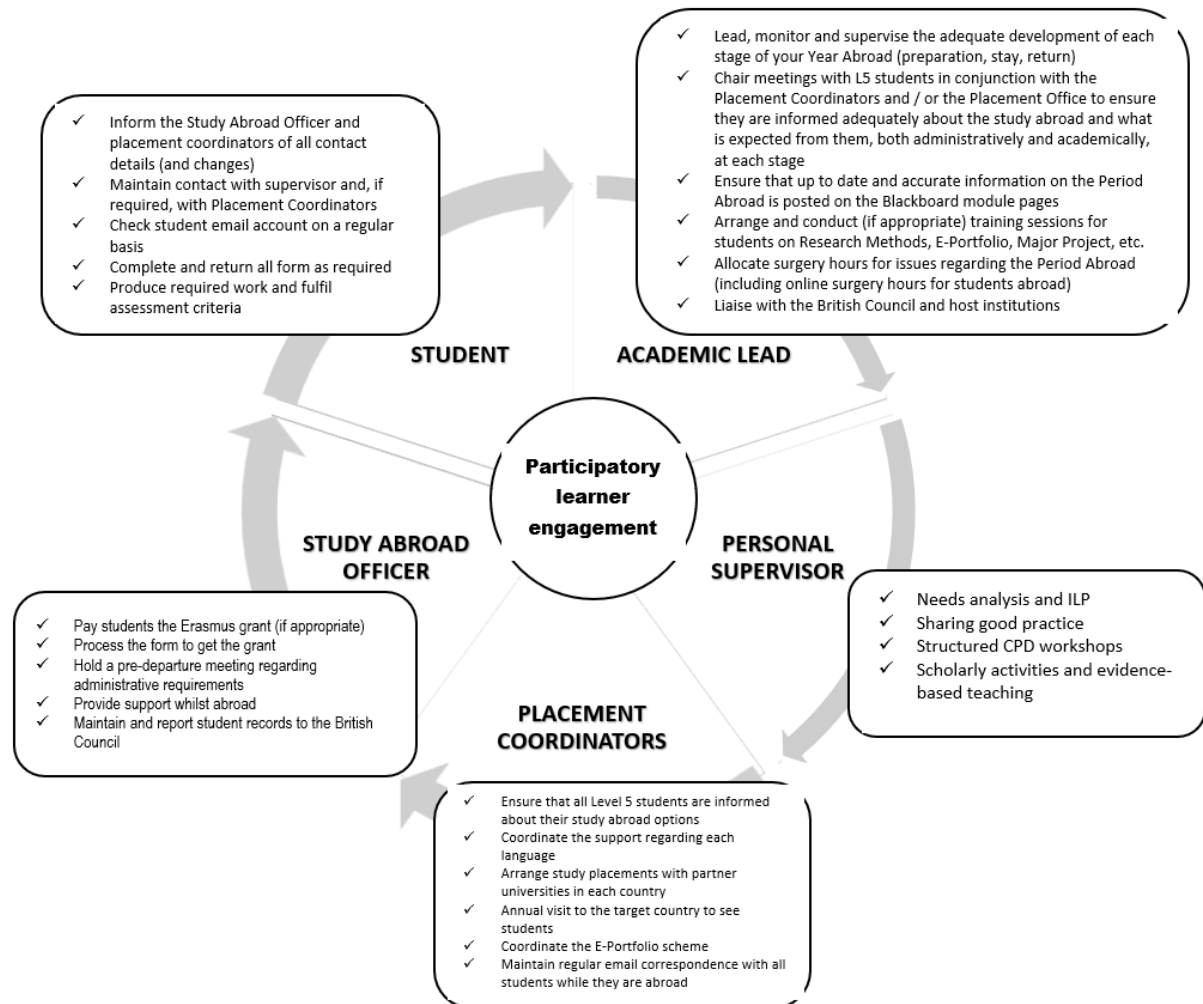 ✓ Inform the Study Abroad Officer and
placement coordinators of all contact
details (and changes)
✓ Maintain contact with supervisor and, if
required, with Placement Coordinators
✓ Check student email account on a regular
basis
✓ Complete and return all form as required
✓ Produce required work and fulfil
assessment criteria
STUDENT
✓ Lead, monitor and supervise the adequate development of each
stage of your Year Abroad (preparation, stay, return)
✓ Chair meetings with L5 students in conjunction with the
Placement Coordinators and / or the Placement Office to ensure
they are informed adequately about the study abroad and what
is expected from them, both administratively and academically,
at each stage
✓ Ensure that up to date and accurate information on the Period
Abroad is posted on the Blackboard module pages
✓ Arrange and conduct (if appropriate) training sessions for
students on Research Methods, E-Portfolio, Major Project, etc.
✓ Allocate surgery hours for issues regarding the Period Abroad
(including online surgery hours for students abroad)
✓ Liaise with the British Council and host institutions
ACADEMIC LEAD
Participatory
learner
engagement
STUDY ABROAD
OFFICER
✓ Pay students the Erasmus grant (if appropriate)
✓ Process the form to get the grant
✓ Hold a pre-departure meeting regarding
administrative requirements
✓ Provide support whilst abroad
✓ Maintain and report student records to the British
Council
PERSONAL
SUPERVISOR
✓ Needs analysis and ILP
✓ Sharing good practice
✓ Structured CPD workshops
✓ Scholarly activities and evidence-
based teaching
PLACEMENT
COORDINATORS
✓ Ensure that all Level 5 students are informed
about their study abroad options
✓ Coordinate the support regarding each
language
✓ Arrange study placements with partner
universities in each country
✓ Annual visit to the target country to see
students
✓ Coordinate the E-Portfolio scheme
✓ Maintain regular email correspondence with all
students while they are abroad